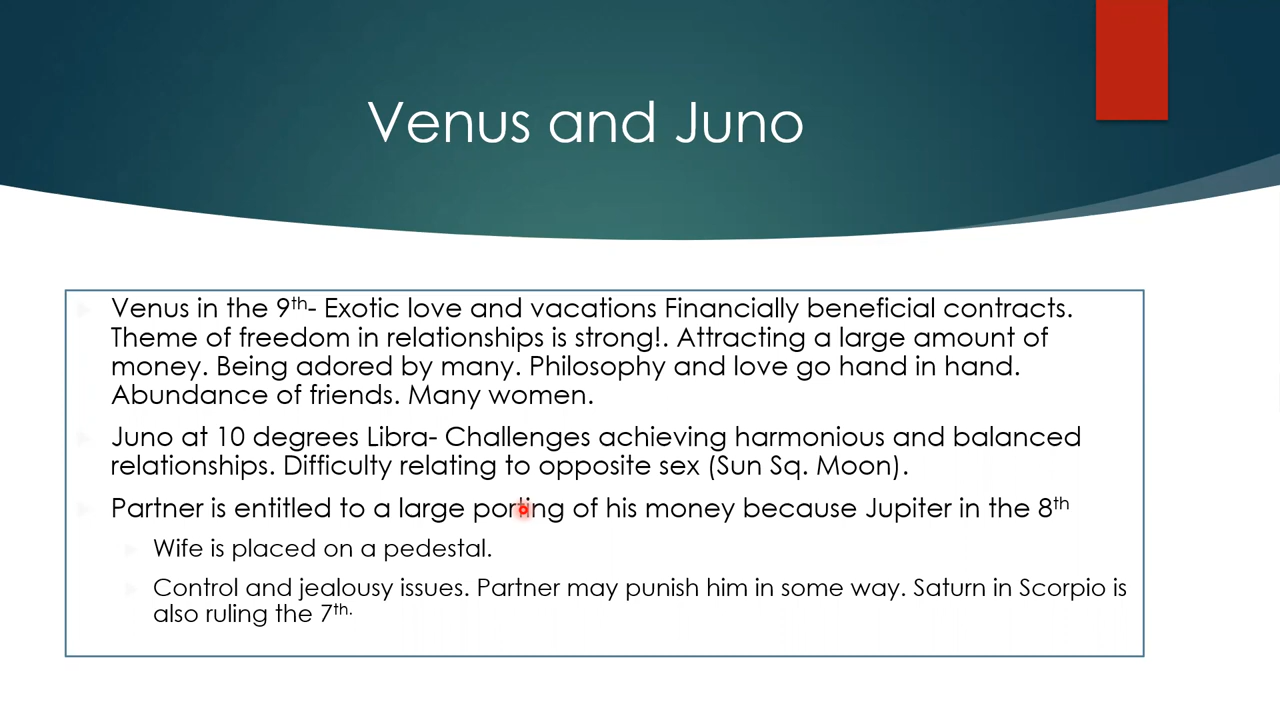 Venus and Juno
Venus in the 9th- Exotic love and vacations Financially beneficial contracts.
Theme of freedom in relationships is strong!. Attracting a large amount of
money. Being adored by many. Philosophy and love go hand in hand.
Abundance of friends. Many women.
Juno at 10 degrees Libra- Challenges achieving harmonious and balanced
relationships. Difficulty relating to opposite sex (Sun Sq. Moon).
Partner is entitled to a large porting of his money because Jupiter in the 8th
Wife is placed on a pedestal.
Control and jealousy issues. Partner may punish him in some way. Saturn in Scorpio is
also ruling the 7th.